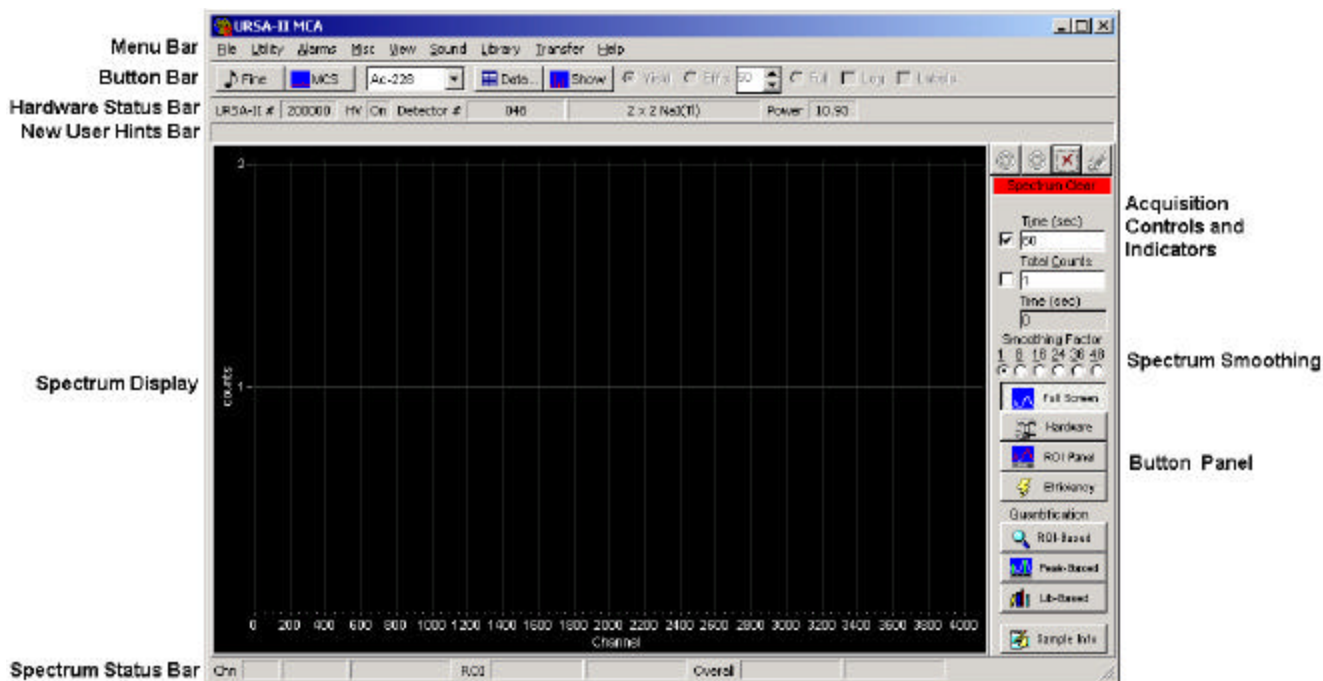 URSA-II MCA
Menu Bar
File Utility Alarms Misc View Sound Library Transfer Help
Button Bar
Fine MCS Ac-228 Data... Show Yield Eff's 50 Full Log Labels
Hardware Status Bar
URSA-II # 200000 HV On Detector # 046 2 x 2 NaI(Tl) Power 10.90
New User Hints Bar
Spectrum Clear
Acquisition
Controls and
Indicators
Time (sec)
60
Total Counts
1
Time (sec)
0
Smoothing Factor
1 8 16 24 36 48
Spectrum Smoothing
Spectrum Display
counts
2
1
Full Screen
Hardware
ROI Panel
Efficiency
Button Panel
Quantification
ROI-Based
Peak-Based
Lib-Based
Sample Info
0 200 400 600 800 1000 1200 1400 1600 1800 2000 2200 2400 2600 2800 3000 3200 3400 3600 3800 4000
Channel
Spectrum Status Bar
Chn ROI Overall